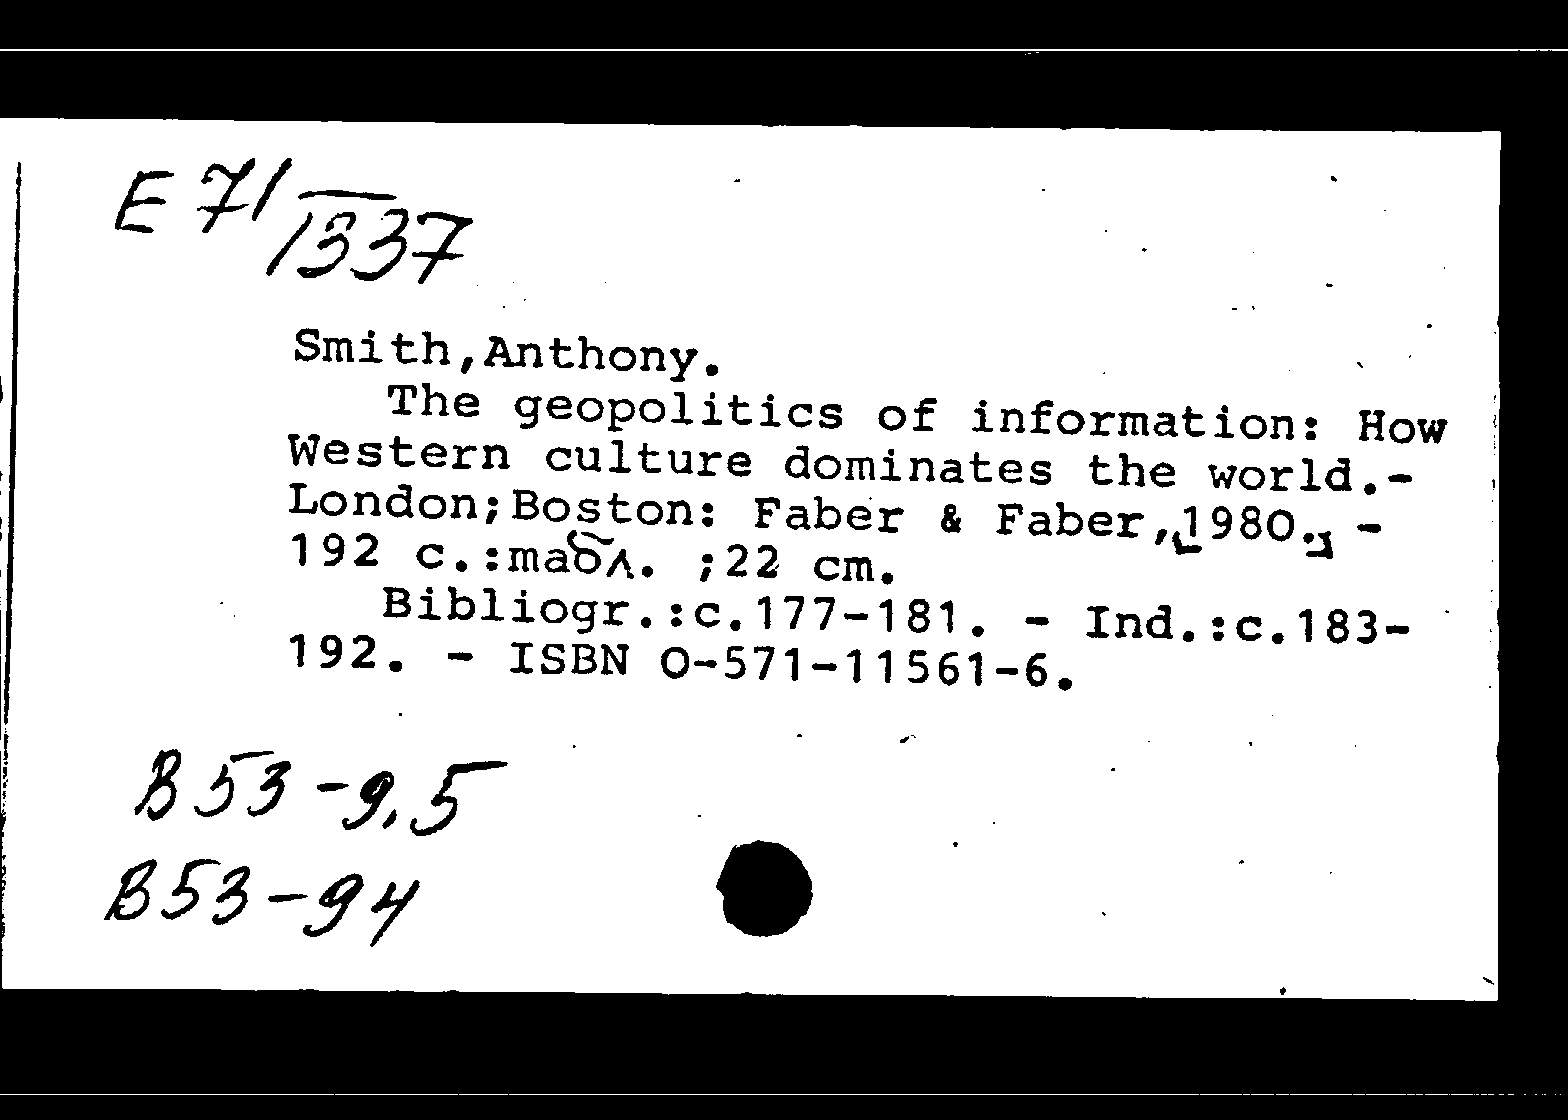 E 71/
1337
Smith,Anthony.
The geopolitics of information: How
Western culture dominates the world.-
London;Boston: Faber & Faber,[1980.] -
192 c.:табл. ;22 cm.
Bibliogr.:c.177-181. - Ind.:c.183-
192. - ISBN 0-571-11561-6.
B53-9,5
B53-94